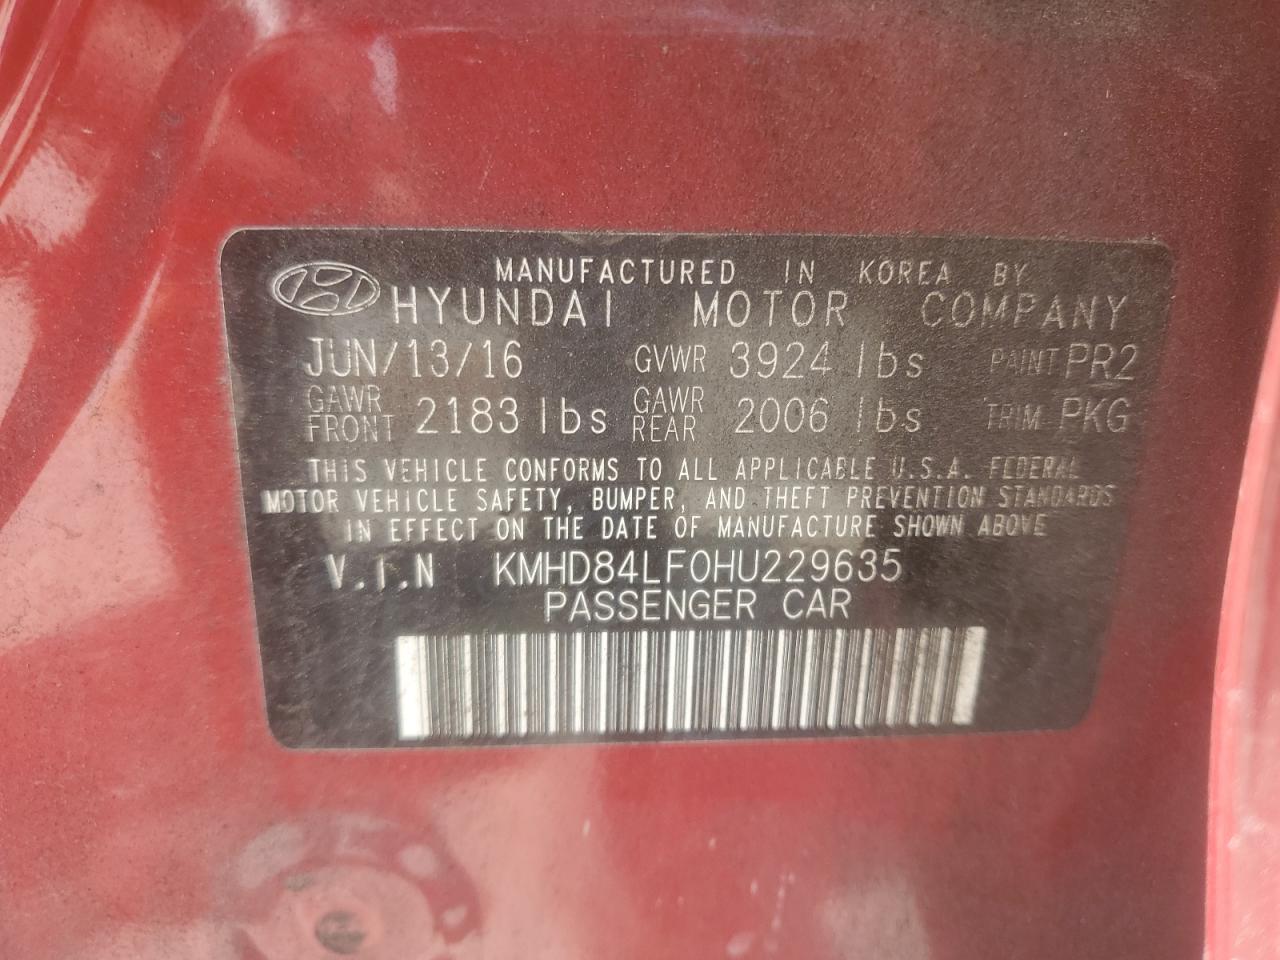 MANUFACTURED IN KOREA BY
HYUNDAI MOTOR COMPANY
JUN/13/16 GVWR 3924 lbs PAINT PR2
GAWR FRONT 2183 lbs GAWR REAR 2006 lbs TRIM PKG
THIS VEHICLE CONFORMS TO ALL APPLICABLE U.S.A. FEDERAL
MOTOR VEHICLE SAFETY, BUMPER, AND THEFT PREVENTION STANDARDS
IN EFFECT ON THE DATE OF MANUFACTURE SHOWN ABOVE
V.I.N KMHD84LF0HU229635
PASSENGER CAR